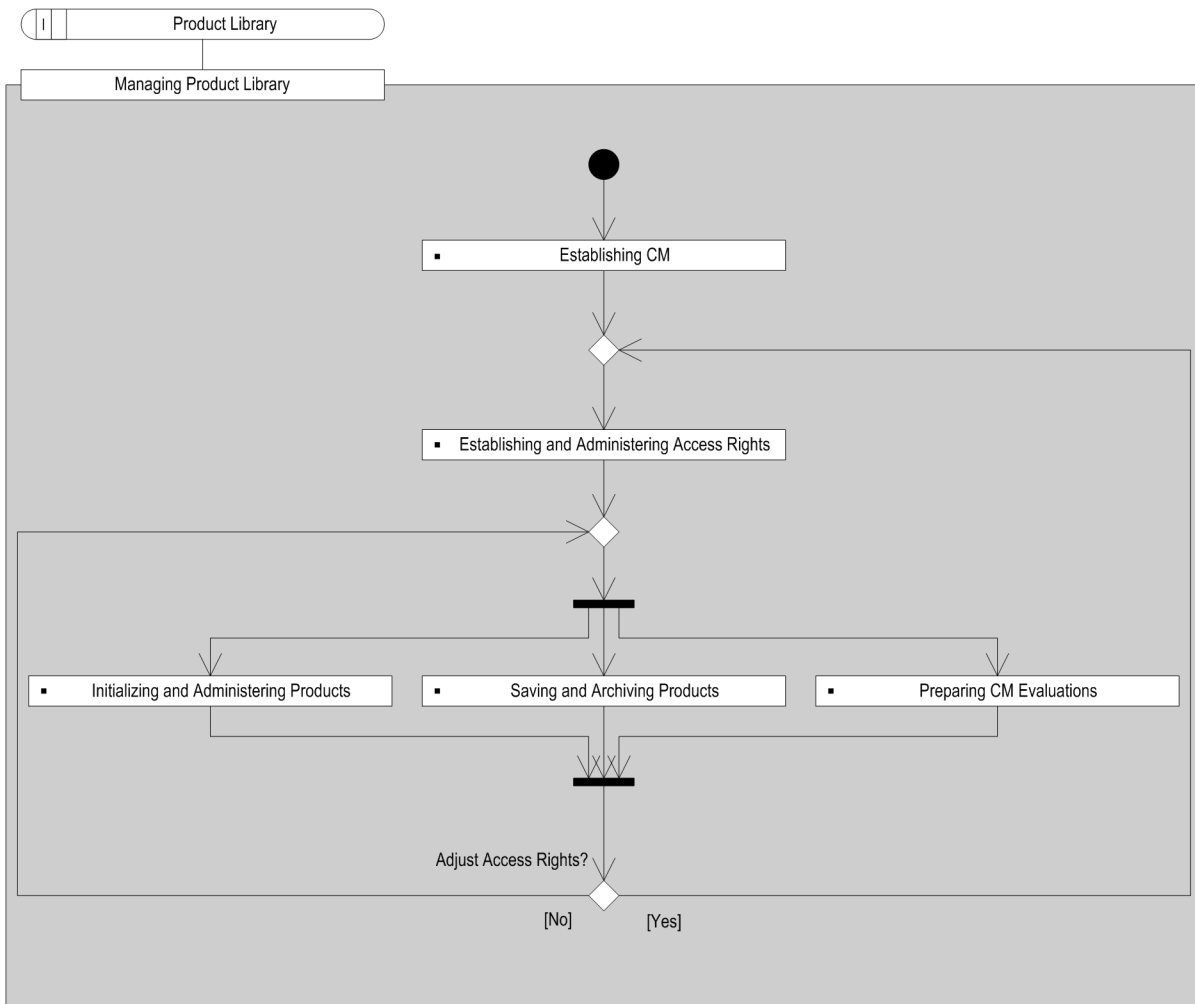 I
Product Library
Managing Product Library
Establishing CM
Establishing and Administering Access Rights
Initializing and Administering Products
Saving and Archiving Products
Preparing CM Evaluations
Adjust Access Rights?
[No]
[Yes]